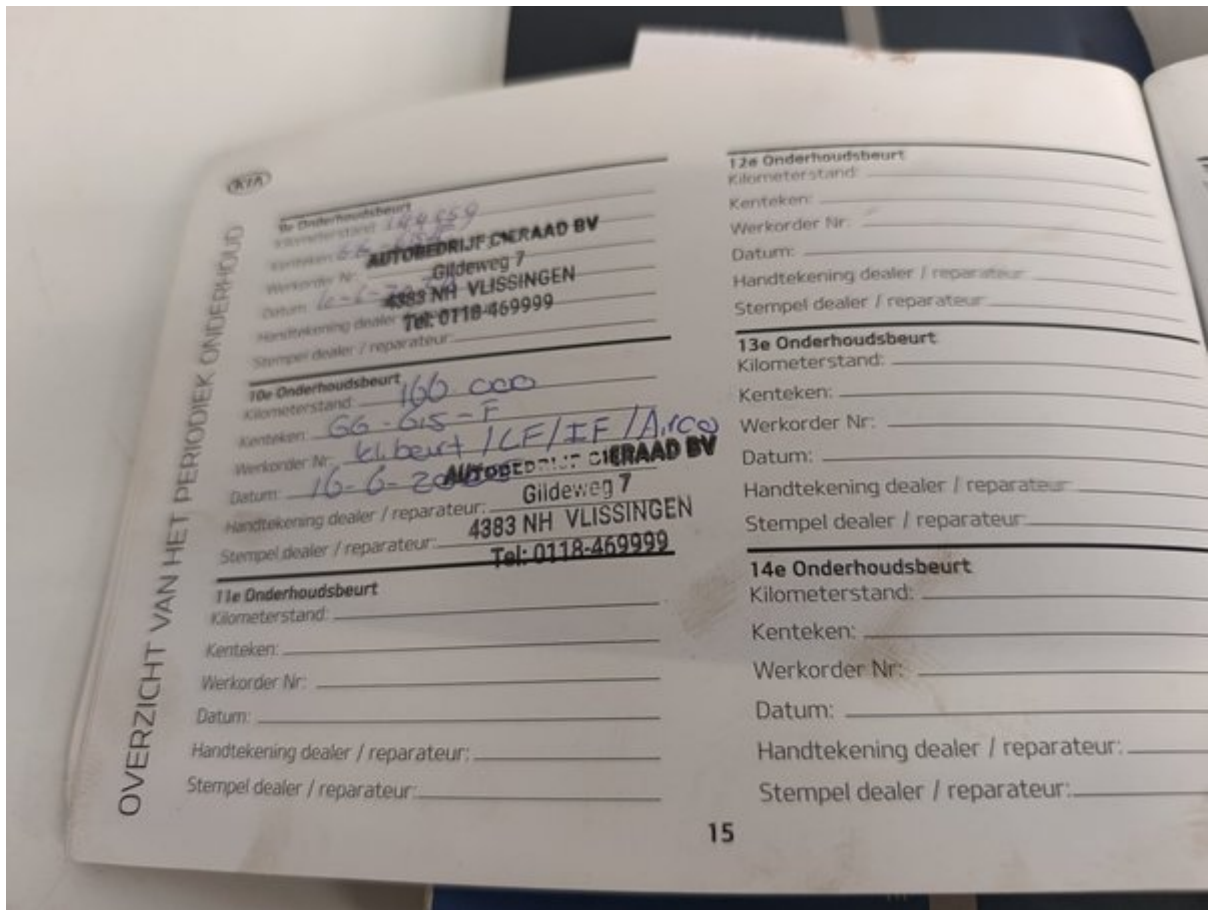 KIA
OVERZICHT VAN HET PERIODIEK ONDERHOUD
9e Onderhoudsbeurt
Kilometerstand: 144659
Kenteken:
Werkorder Nr:
Datum:
Handtekening dealer
Stempel dealer / reparateur:
AUTOBEDRIJF CIERAAD BV
Gildeweg 7
4383 NH VLISSINGEN
Tel: 0118-469999
10e Onderhoudsbeurt
Kilometerstand: 166 000
Kenteken: GG-615-F
Werkorder Nr: kl. beurt / LF / IF / Airco
Datum: 16-6-20
Handtekening dealer / reparateur:
Stempel dealer / reparateur:
AUTOBEDRIJF CIERAAD BV
Gildeweg 7
4383 NH VLISSINGEN
Tel: 0118-469999
11e Onderhoudsbeurt
Kilometerstand:
Kenteken:
Werkorder Nr:
Datum:
Handtekening dealer / reparateur:
Stempel dealer / reparateur:
12e Onderhoudsbeurt
Kilometerstand:
Kenteken:
Werkorder Nr:
Datum:
Handtekening dealer / reparateur:
Stempel dealer / reparateur:
13e Onderhoudsbeurt
Kilometerstand:
Kenteken:
Werkorder Nr:
Datum:
Handtekening dealer / reparateur:
Stempel dealer / reparateur:
14e Onderhoudsbeurt
Kilometerstand:
Kenteken:
Werkorder Nr:
Datum:
Handtekening dealer / reparateur:
Stempel dealer / reparateur:
15